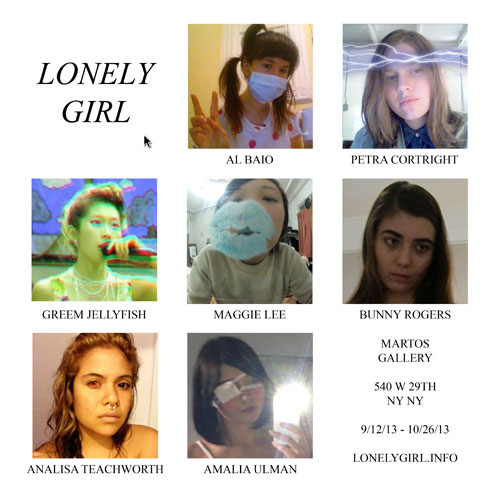 LONELY
GIRL
AL BAIO
PETRA CORTRIGHT
GREEM JELLYFISH
MAGGIE LEE
BUNNY ROGERS
ANALISA TEACHWORTH
AMALIA ULMAN
MARTOS
GALLERY
540 W 29TH
NY NY
9/12/13 - 10/26/13
LONELYGIRL.INFO